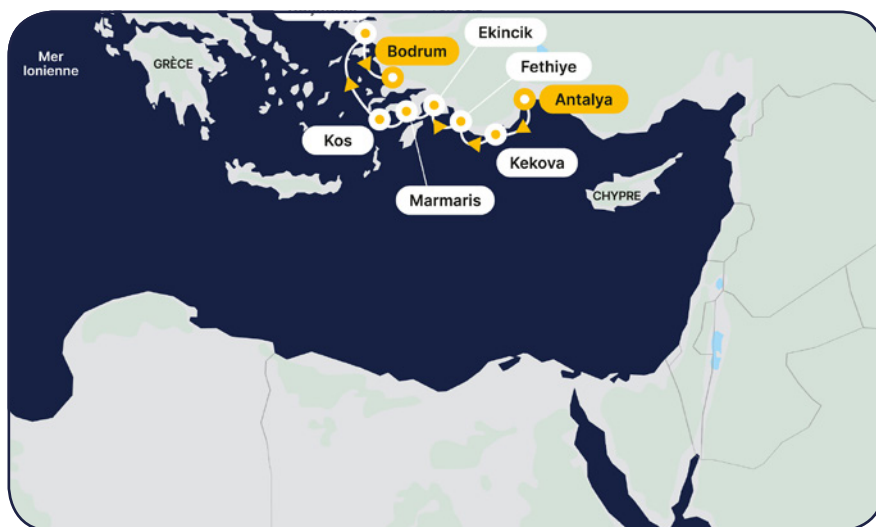 Ekincik
Bodrum
Mer
Ionienne
GRÈCE
Fethiye
Antalya
Kos
Kekova
CHYPRE
Marmaris